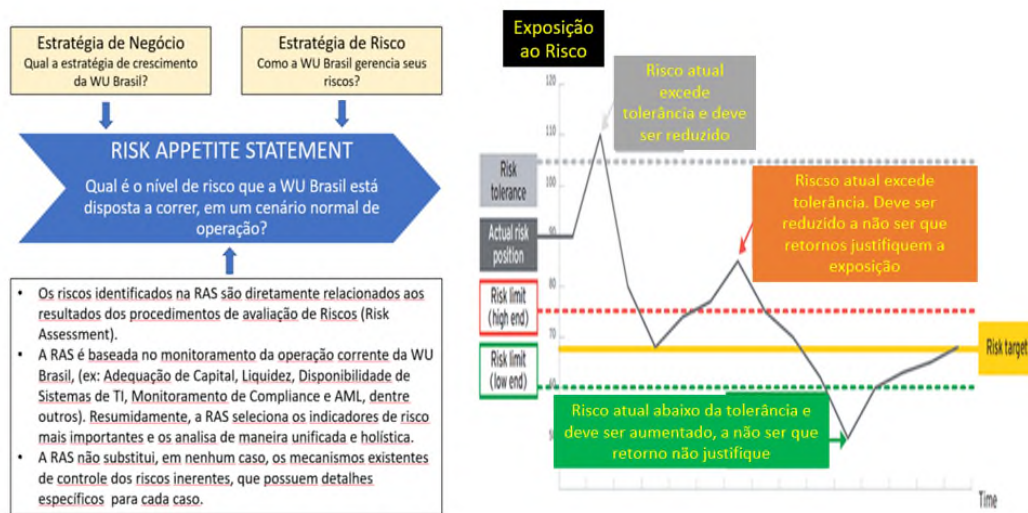 Estratégia de Negócio
Qual a estratégia de crescimento
da WU Brasil?
Estratégia de Risco
Como a WU Brasil gerencia seus
riscos?
RISK APPETITE STATEMENT
Qual é o nível de risco que a WU Brasil está
disposta a correr, em um cenário normal de
operação?
• Os riscos identificados na RAS são diretamente relacionados aos
resultados dos procedimentos de avaliação de Riscos (Risk
Assessment).
• A RAS é baseada no monitoramento da operação corrente da WU
Brasil, (ex: Adequação de Capital, Liquidez, Disponibilidade de
Sistemas de TI, Monitoramento de Compliance e AML, dentre
outros). Resumidamente, a RAS seleciona os indicadores de risco
mais importantes e os analisa de maneira unificada e holística.
• A RAS não substitui, em nenhum caso, os mecanismos existentes
de controle dos riscos inerentes, que possuem detalhes
específicos para cada caso.
Exposição
ao Risco
120
110
100
90
80
70
60
Risco atual
excede
tolerância e deve
ser reduzido
Risk
tolerance
Actual risk
position
Riscso atual excede
tolerância. Deve ser
reduzido a não ser que
retornos justifiquem a
exposição
Risk limit
(high end)
Risk limit
(low end)
Risk target
Risco atual abaixo da tolerância e
deve ser aumentado, a não ser que
retorno não justifique
Time